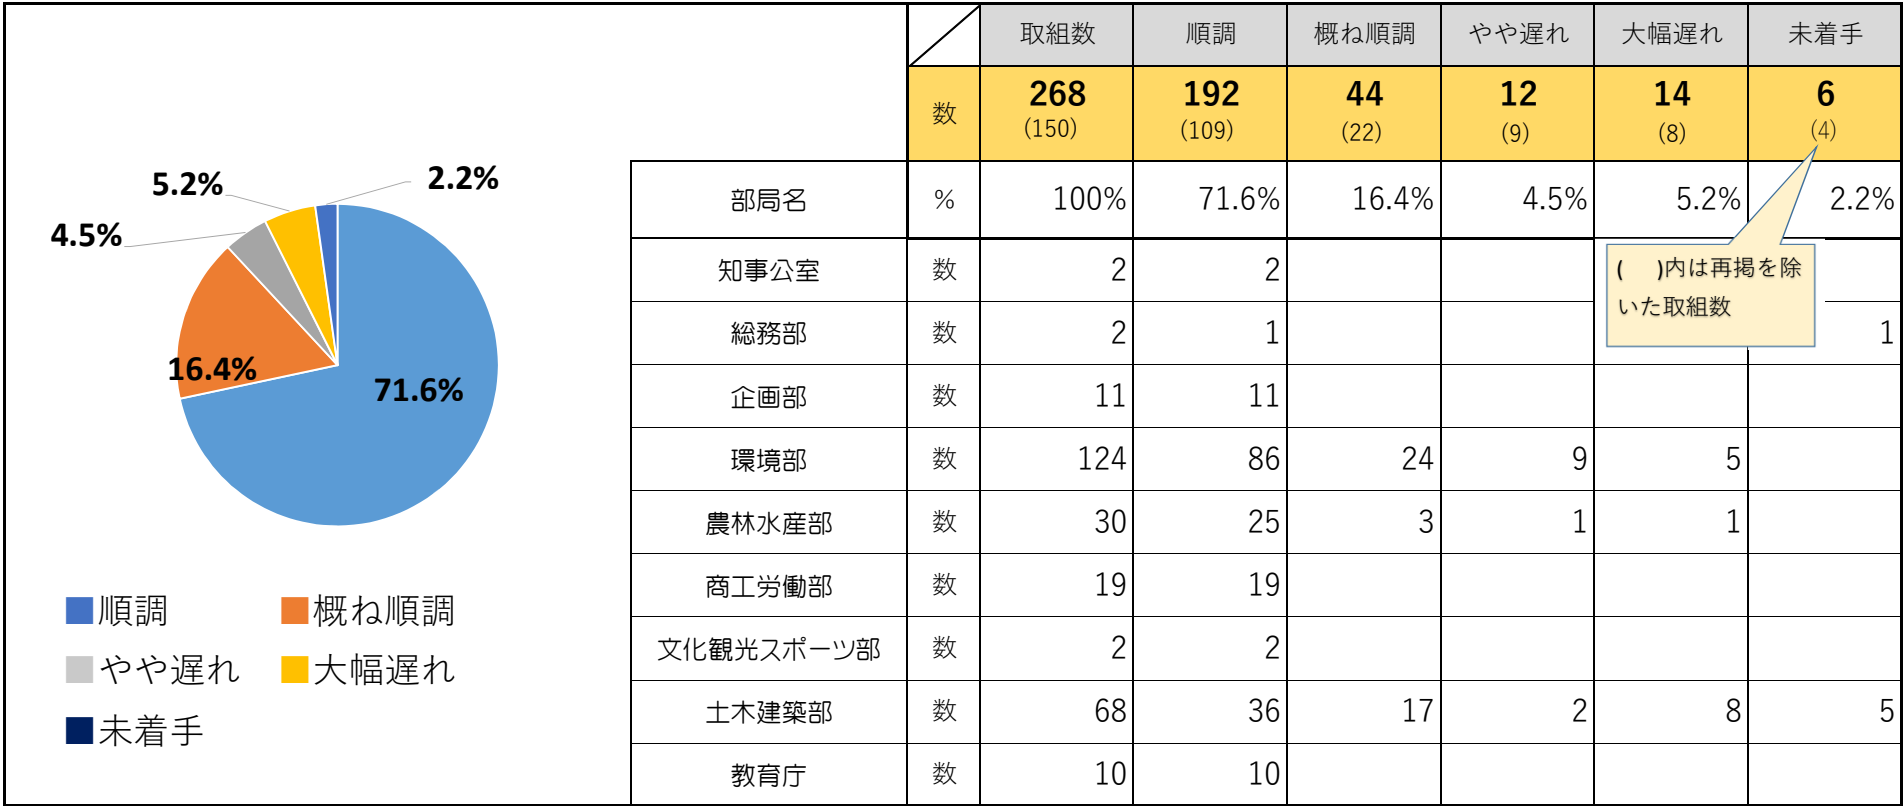 取組数 順調 概ね順調 やや遅れ 大幅遅れ 未着手
数 268 192 44 12 14 6
(150) (109) (22) (9) (8) (4)
部局名 % 100% 71.6% 16.4% 4.5% 5.2% 2.2%
知事公室 数 2 2
総務部 数 2 1 1
企画部 数 11 11
環境部 数 124 86 24 9 5
農林水産部 数 30 25 3 1 1
商工労働部 数 19 19
文化観光スポーツ部 数 2 2
土木建築部 数 68 36 17 2 8 5
教育庁 数 10 10
( )内は再掲を除
いた取組数
5.2% 2.2%
4.5%
16.4% 71.6%
順調 概ね順調
やや遅れ 大幅遅れ
未着手